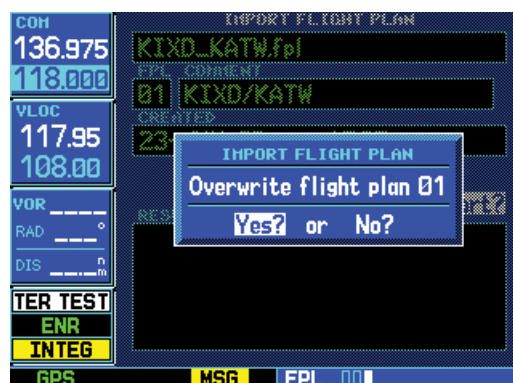 COM
136.975
118.000
VLOC
117.95
108.00
VOR
RAD °
DIS n m
TER TEST
ENR
INTEG
GPS
IMPORT FLIGHT PLAN
KIXD_KATW.fpl
FPL COMMENT
01 KIXD/KATW
CREATED
23
IMPORT FLIGHT PLAN
Overwrite flight plan 01
Yes? or No?
MSG
FPL